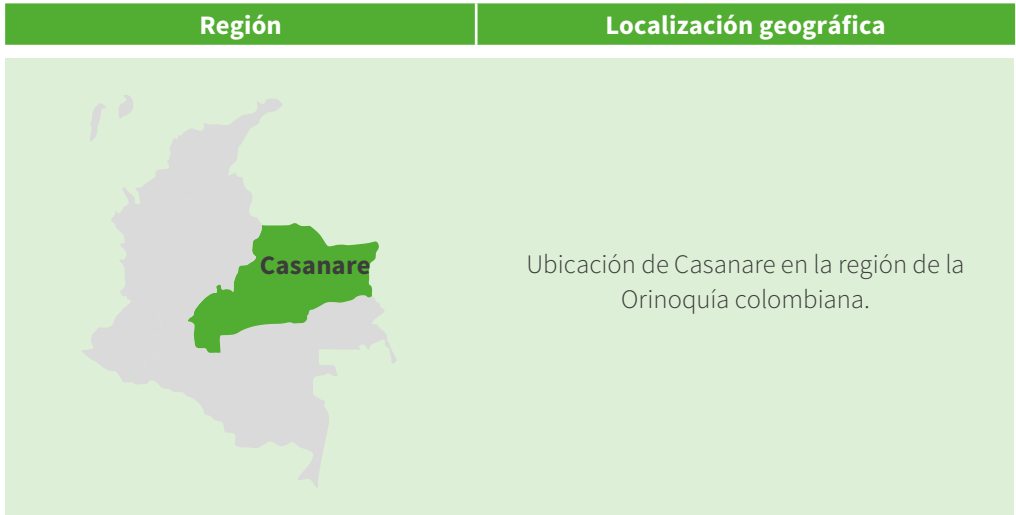 Región
Localización geográfica
Casanare
Ubicación de Casanare en la región de la
Orinoquía colombiana.